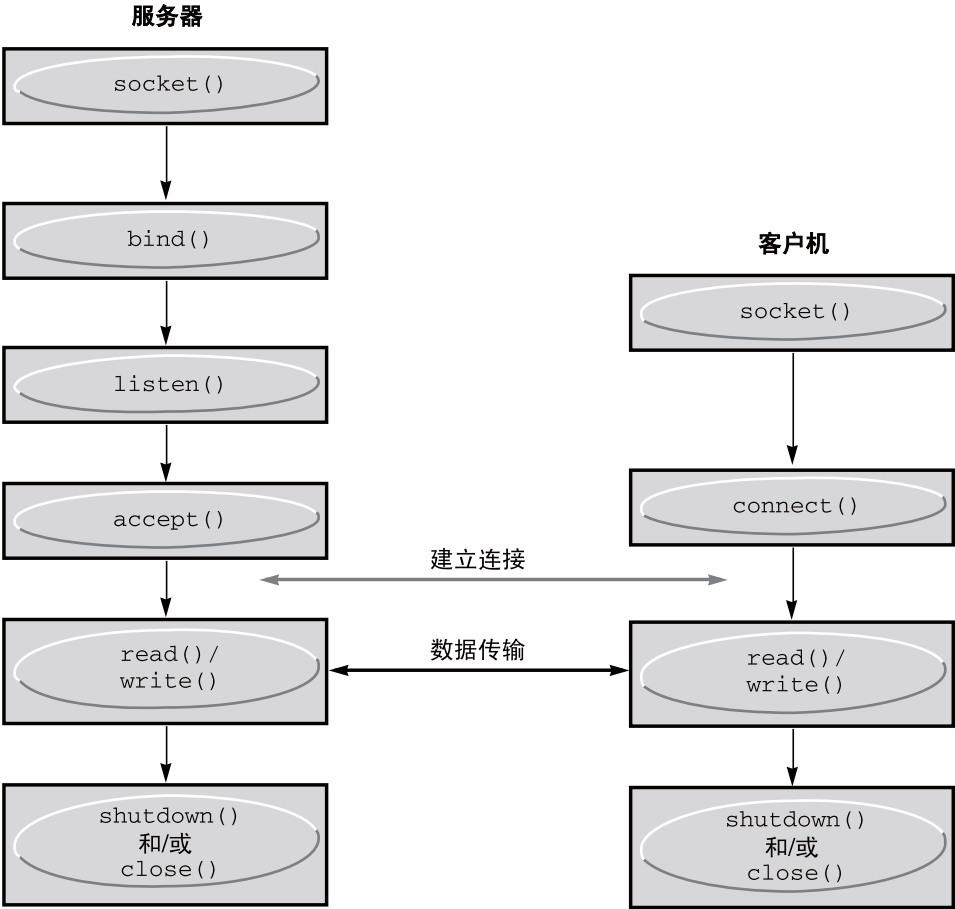 服务器
socket()
bind()
listen()
accept()
read()/
write()
shutdown()
和/或
close()
客户机
socket()
connect()
建立连接
数据传输
read()/
write()
shutdown()
和/或
close()